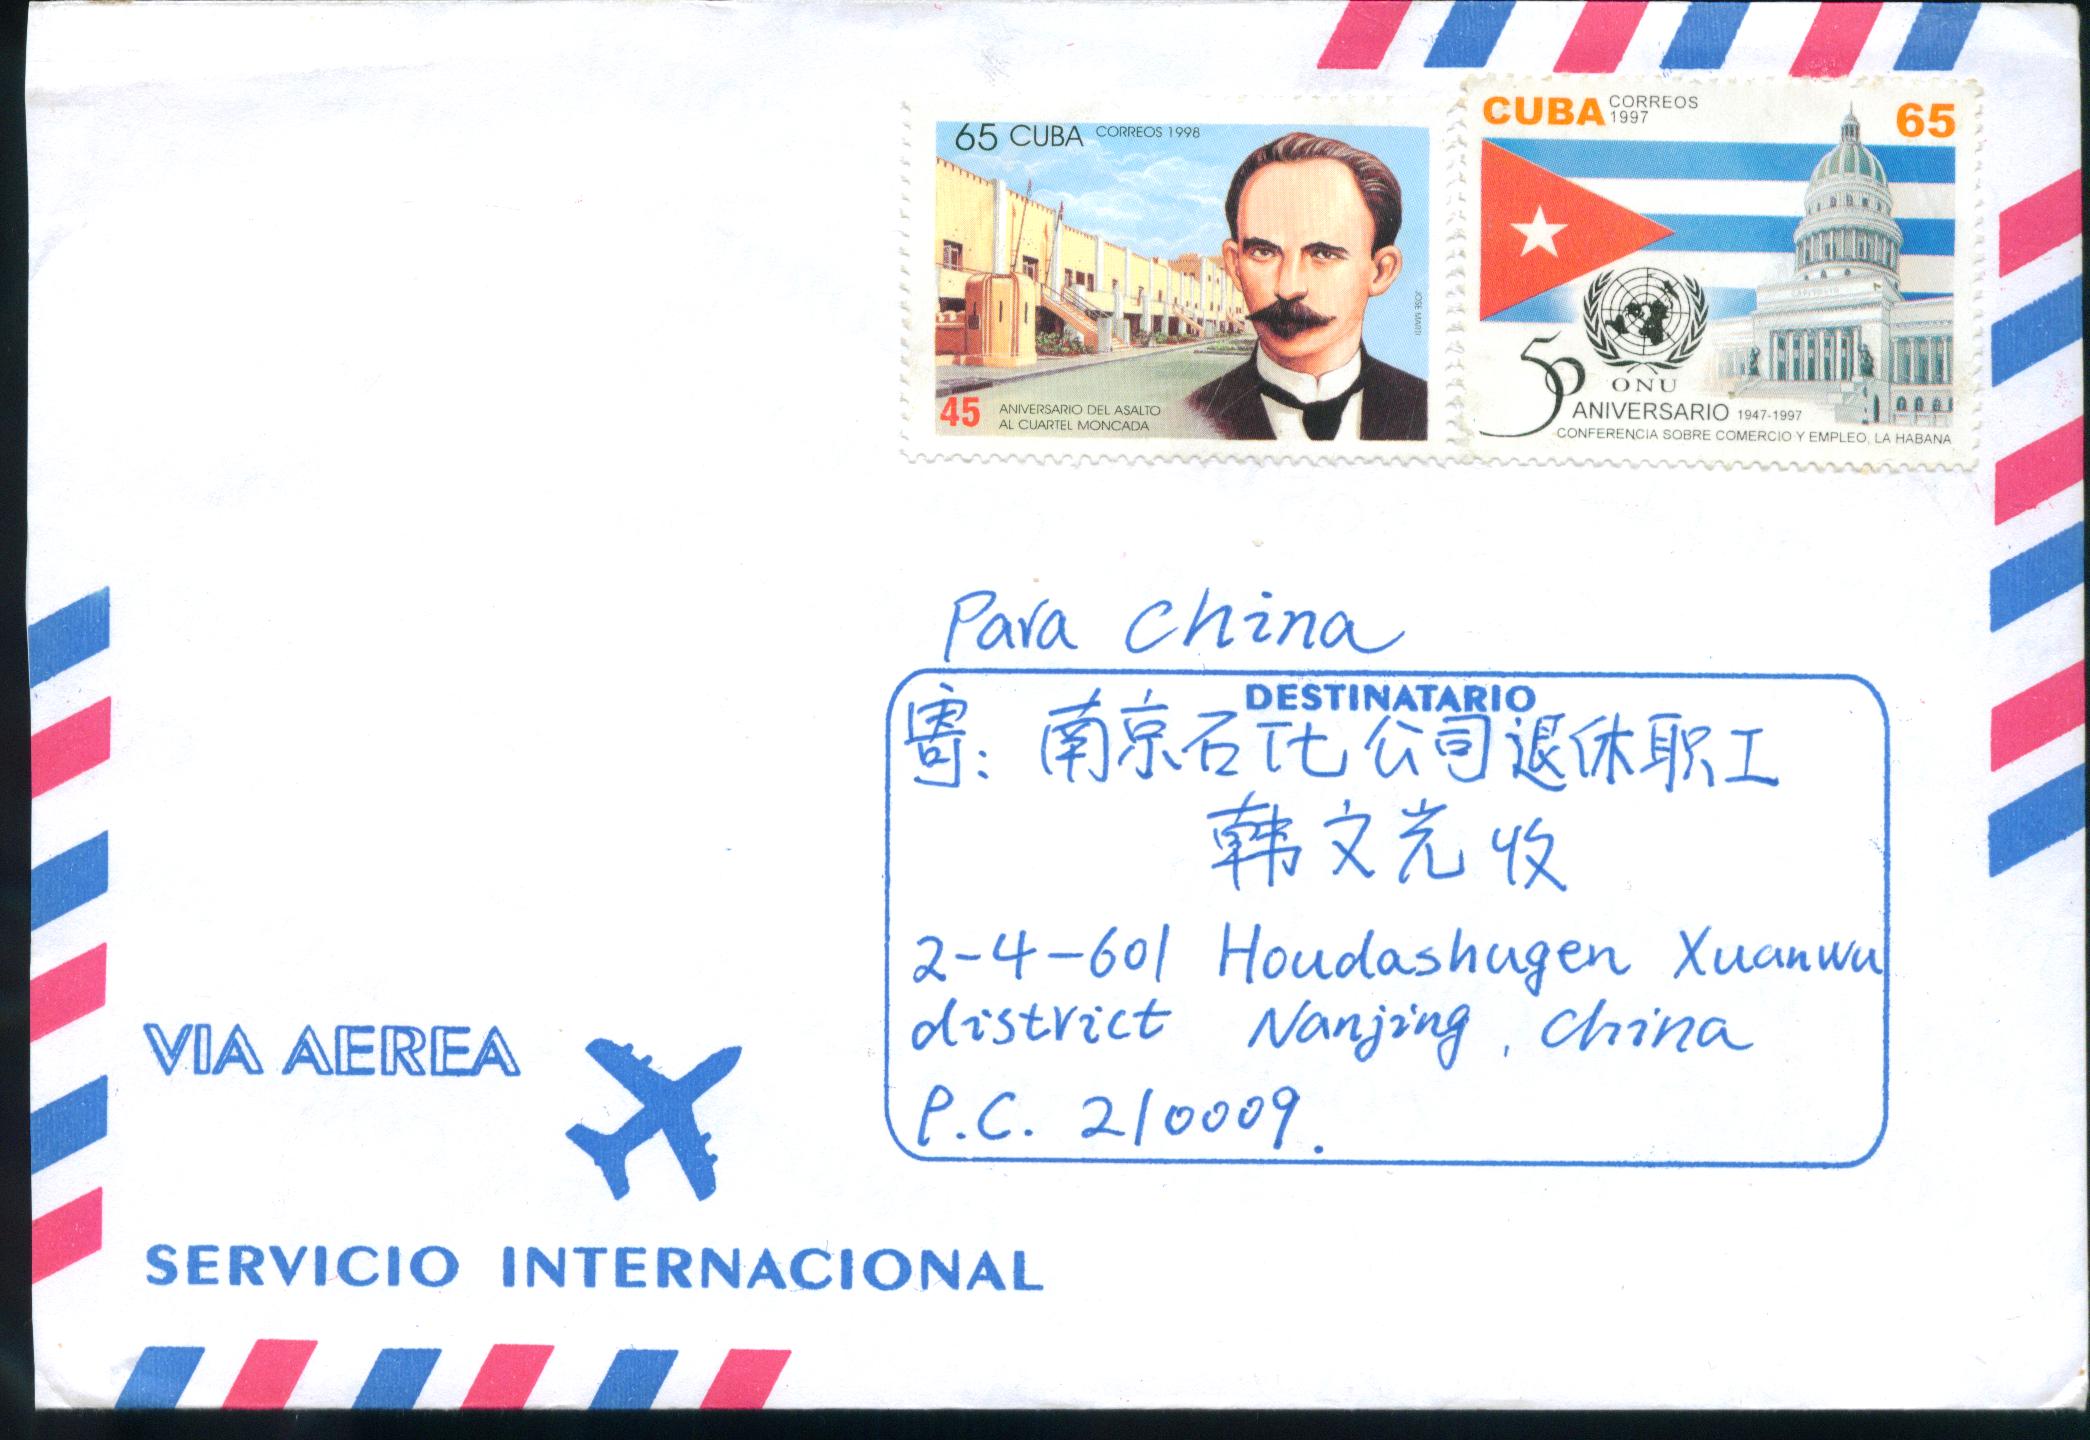 65 CUBA CORREOS 1998
JOSE MARTI
45 ANIVERSARIO DEL ASALTO
AL CUARTEL MONCADA
CUBA CORREOS
1997
65
50
ONU
ANIVERSARIO 1947-1997
CONFERENCIA SOBRE COMERCIO Y EMPLEO, LA HABANA
Para China
DESTINATARIO
寄：南京石化公司退休职工
韩文光 收
2-4-601 Houdashugen Xuanwu
district Nanjing, China
P.C. 210009.
VIA AEREA
SERVICIO INTERNACIONAL